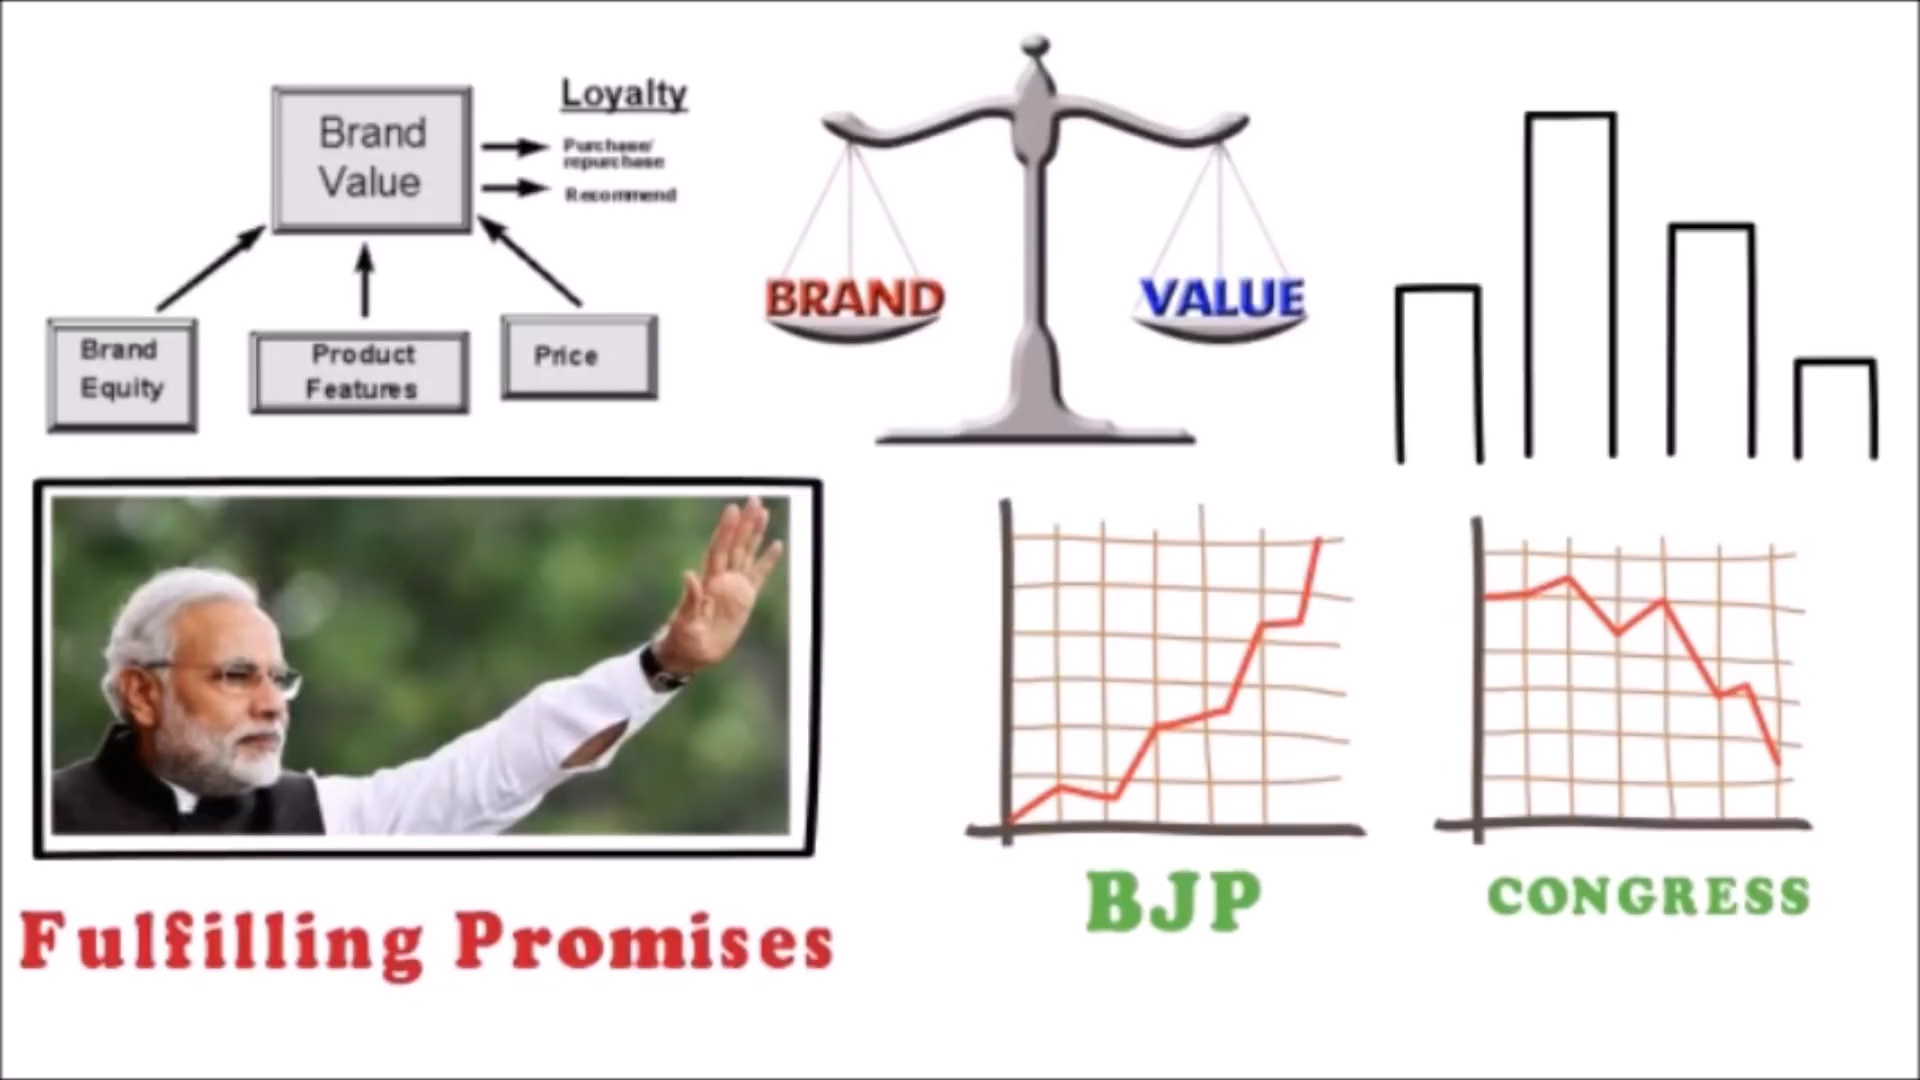 Loyalty
Brand
Value
Purchase/
repurchase
Recommend
Brand
Equity
Product
Features
Price
BRAND
VALUE
BJP
CONGRESS
Fulfilling Promises